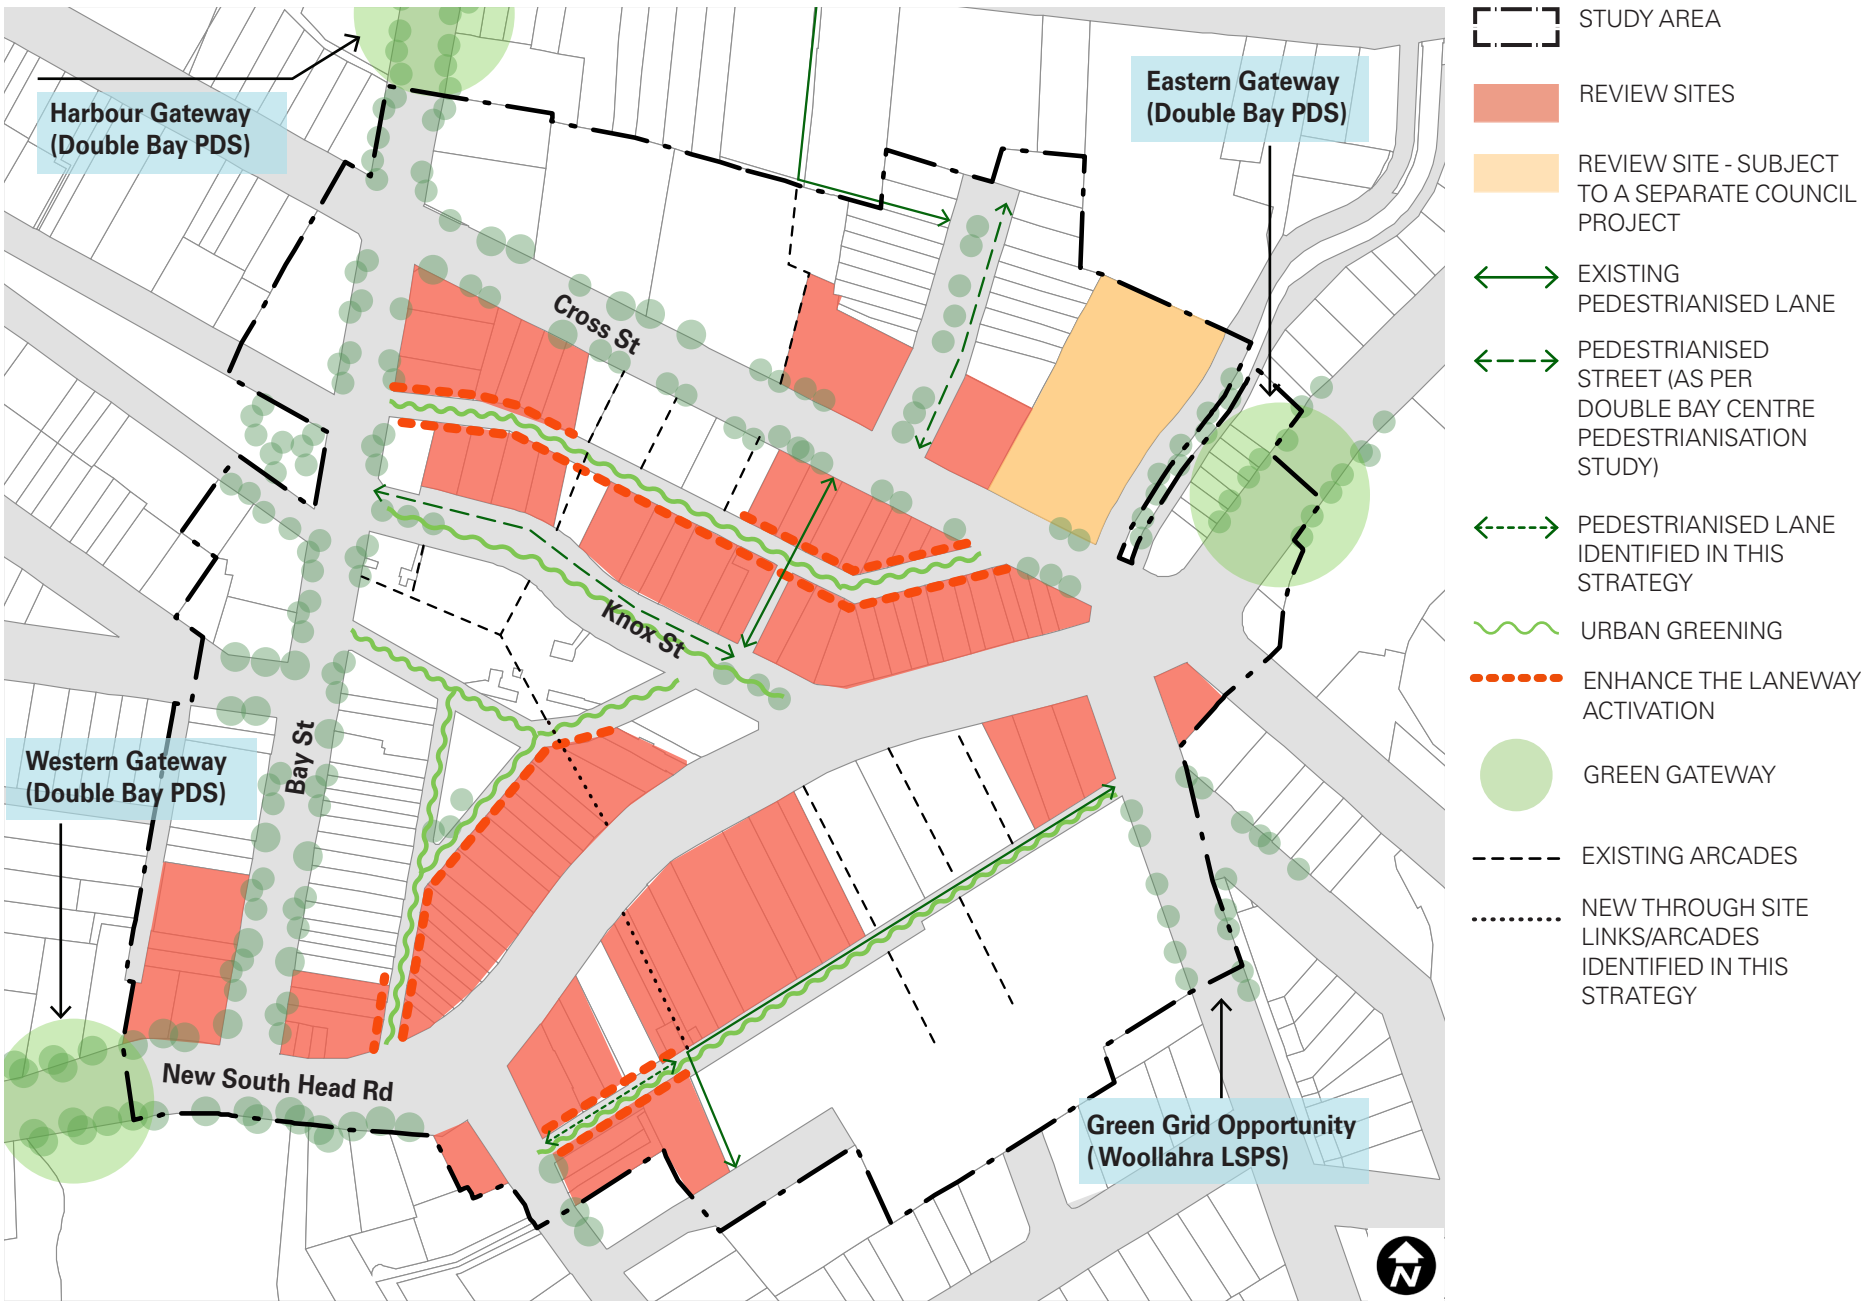 Harbour Gateway
(Double Bay PDS)
Eastern Gateway
(Double Bay PDS)
Cross St
Knox St
Bay St
Western Gateway
(Double Bay PDS)
New South Head Rd
Green Grid Opportunity
(Woollahra LSPS)
N
STUDY AREA
REVIEW SITES
REVIEW SITE - SUBJECT
TO A SEPARATE COUNCIL
PROJECT
EXISTING
PEDESTRIANISED LANE
PEDESTRIANISED
STREET (AS PER
DOUBLE BAY CENTRE
PEDESTRIANISATION
STUDY)
PEDESTRIANISED LANE
IDENTIFIED IN THIS
STRATEGY
URBAN GREENING
ENHANCE THE LANEWAY
ACTIVATION
GREEN GATEWAY
EXISTING ARCADES
NEW THROUGH SITE
LINKS/ARCADES
IDENTIFIED IN THIS
STRATEGY